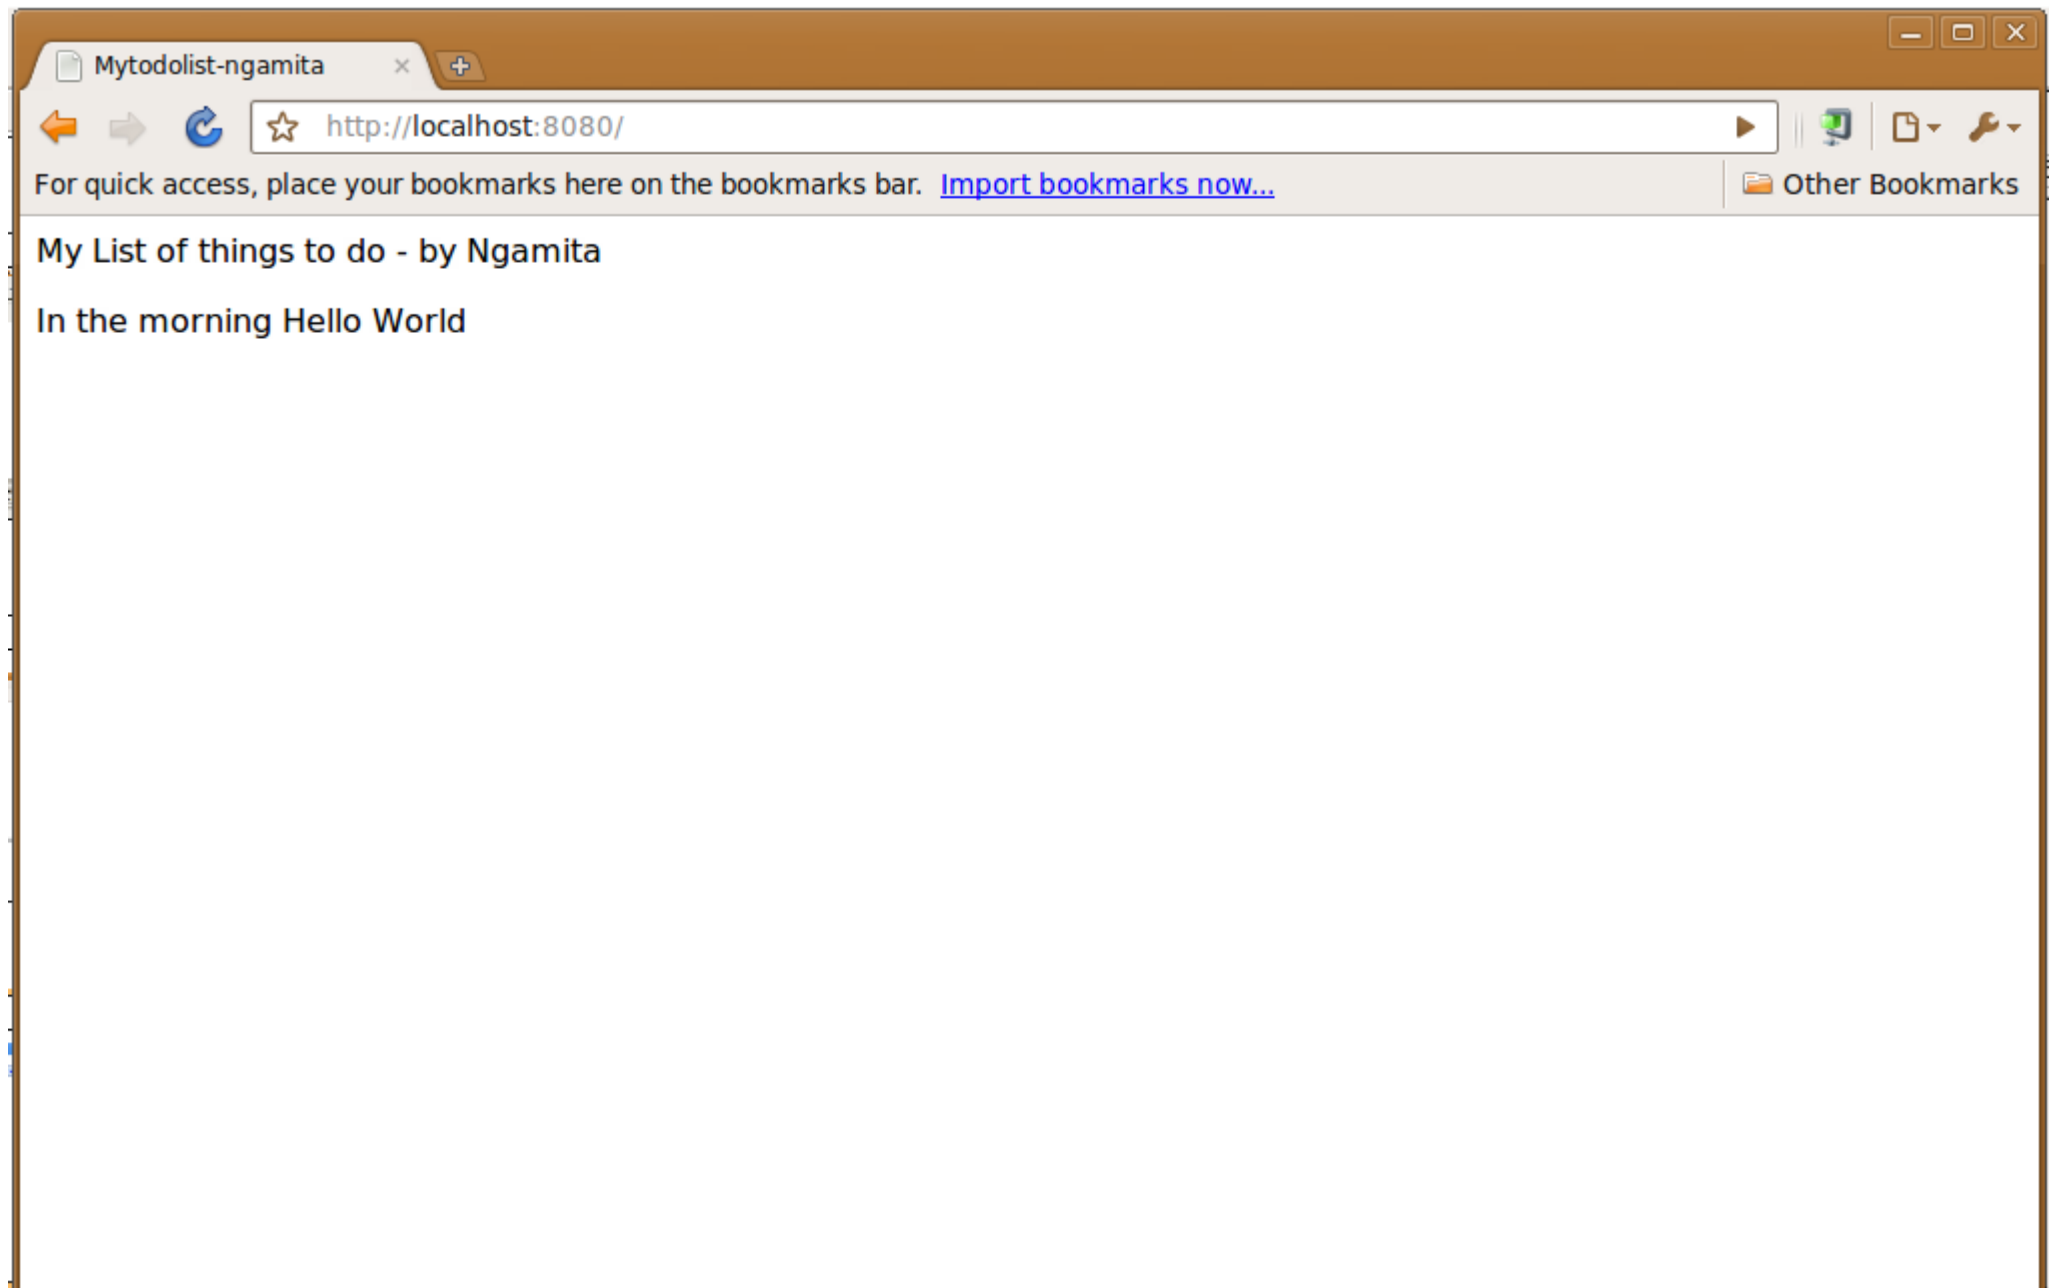 Mytodolist-ngamita
http://localhost:8080/
For quick access, place your bookmarks here on the bookmarks bar. Import bookmarks now... Other Bookmarks
My List of things to do - by Ngamita
In the morning Hello World